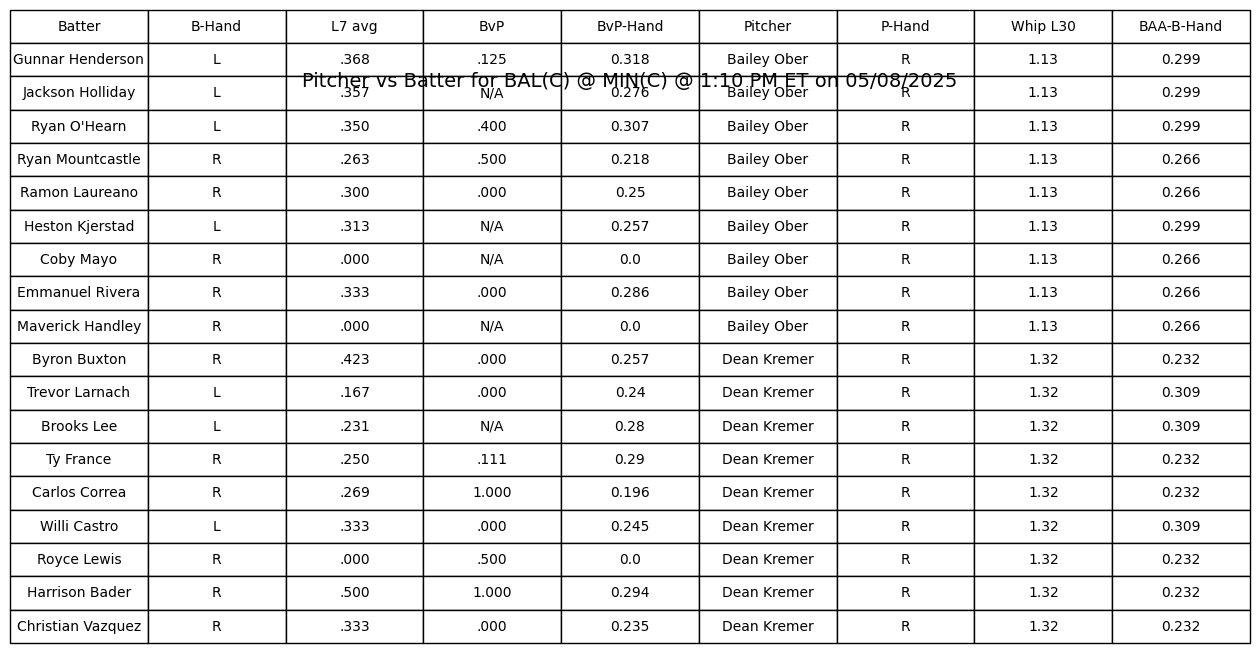 Batter B-Hand L7 avg BvP BvP-Hand Pitcher P-Hand Whip L30 BAA-B-Hand
Gunnar Henderson L .368 .125 0.318 Bailey Ober R 1.13 0.299
Pitcher vs Batter for BAL(C) @ MIN(C) @ 1:10 PM ET on 05/08/2025
Jackson Holliday L .357 N/A 0.276 Bailey Ober R 1.13 0.299
Ryan O'Hearn L .350 .400 0.307 Bailey Ober R 1.13 0.299
Ryan Mountcastle R .263 .500 0.218 Bailey Ober R 1.13 0.266
Ramon Laureano R .300 .000 0.25 Bailey Ober R 1.13 0.266
Heston Kjerstad L .313 N/A 0.257 Bailey Ober R 1.13 0.299
Coby Mayo R .000 N/A 0.0 Bailey Ober R 1.13 0.266
Emmanuel Rivera R .333 .000 0.286 Bailey Ober R 1.13 0.266
Maverick Handley R .000 N/A 0.0 Bailey Ober R 1.13 0.266
Byron Buxton R .423 .000 0.257 Dean Kremer R 1.32 0.232
Trevor Larnach L .167 .000 0.24 Dean Kremer R 1.32 0.309
Brooks Lee L .231 N/A 0.28 Dean Kremer R 1.32 0.309
Ty France R .250 .111 0.29 Dean Kremer R 1.32 0.232
Carlos Correa R .269 1.000 0.196 Dean Kremer R 1.32 0.232
Willi Castro L .333 .000 0.245 Dean Kremer R 1.32 0.309
Royce Lewis R .000 .500 0.0 Dean Kremer R 1.32 0.232
Harrison Bader R .500 1.000 0.294 Dean Kremer R 1.32 0.232
Christian Vazquez R .333 .000 0.235 Dean Kremer R 1.32 0.232